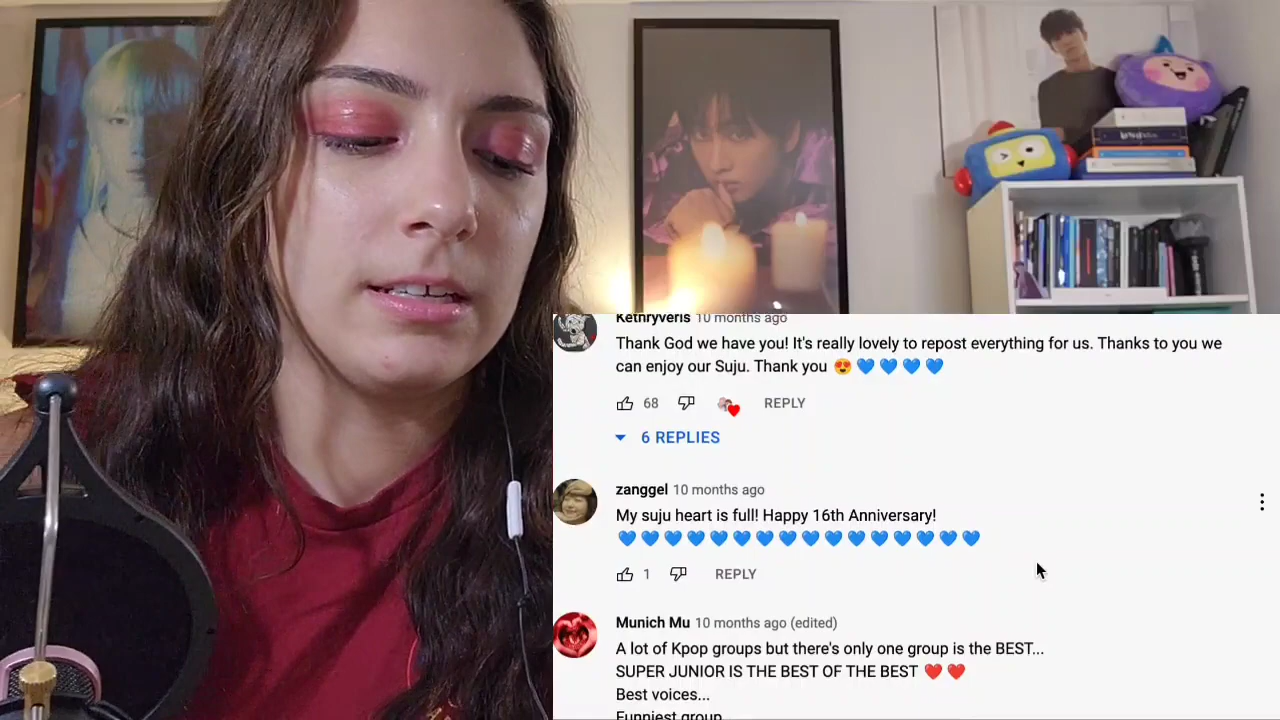 Kethryveris 10 months ago
Thank God we have you! It's really lovely to repost everything for us. Thanks to you we
can enjoy our Suju. Thank you 😍 💙 💙 💙 💙
68 REPLY
6 REPLIES
zanggel 10 months ago
My suju heart is full! Happy 16th Anniversary!
💙 💙 💙 💙 💙 💙 💙 💙 💙 💙 💙 💙 💙 💙 💙 💙
1 REPLY
Munich Mu 10 months ago (edited)
A lot of Kpop groups but there's only one group is the BEST...
SUPER JUNIOR IS THE BEST OF THE BEST ❤️ ❤️
Best voices...
Funniest group